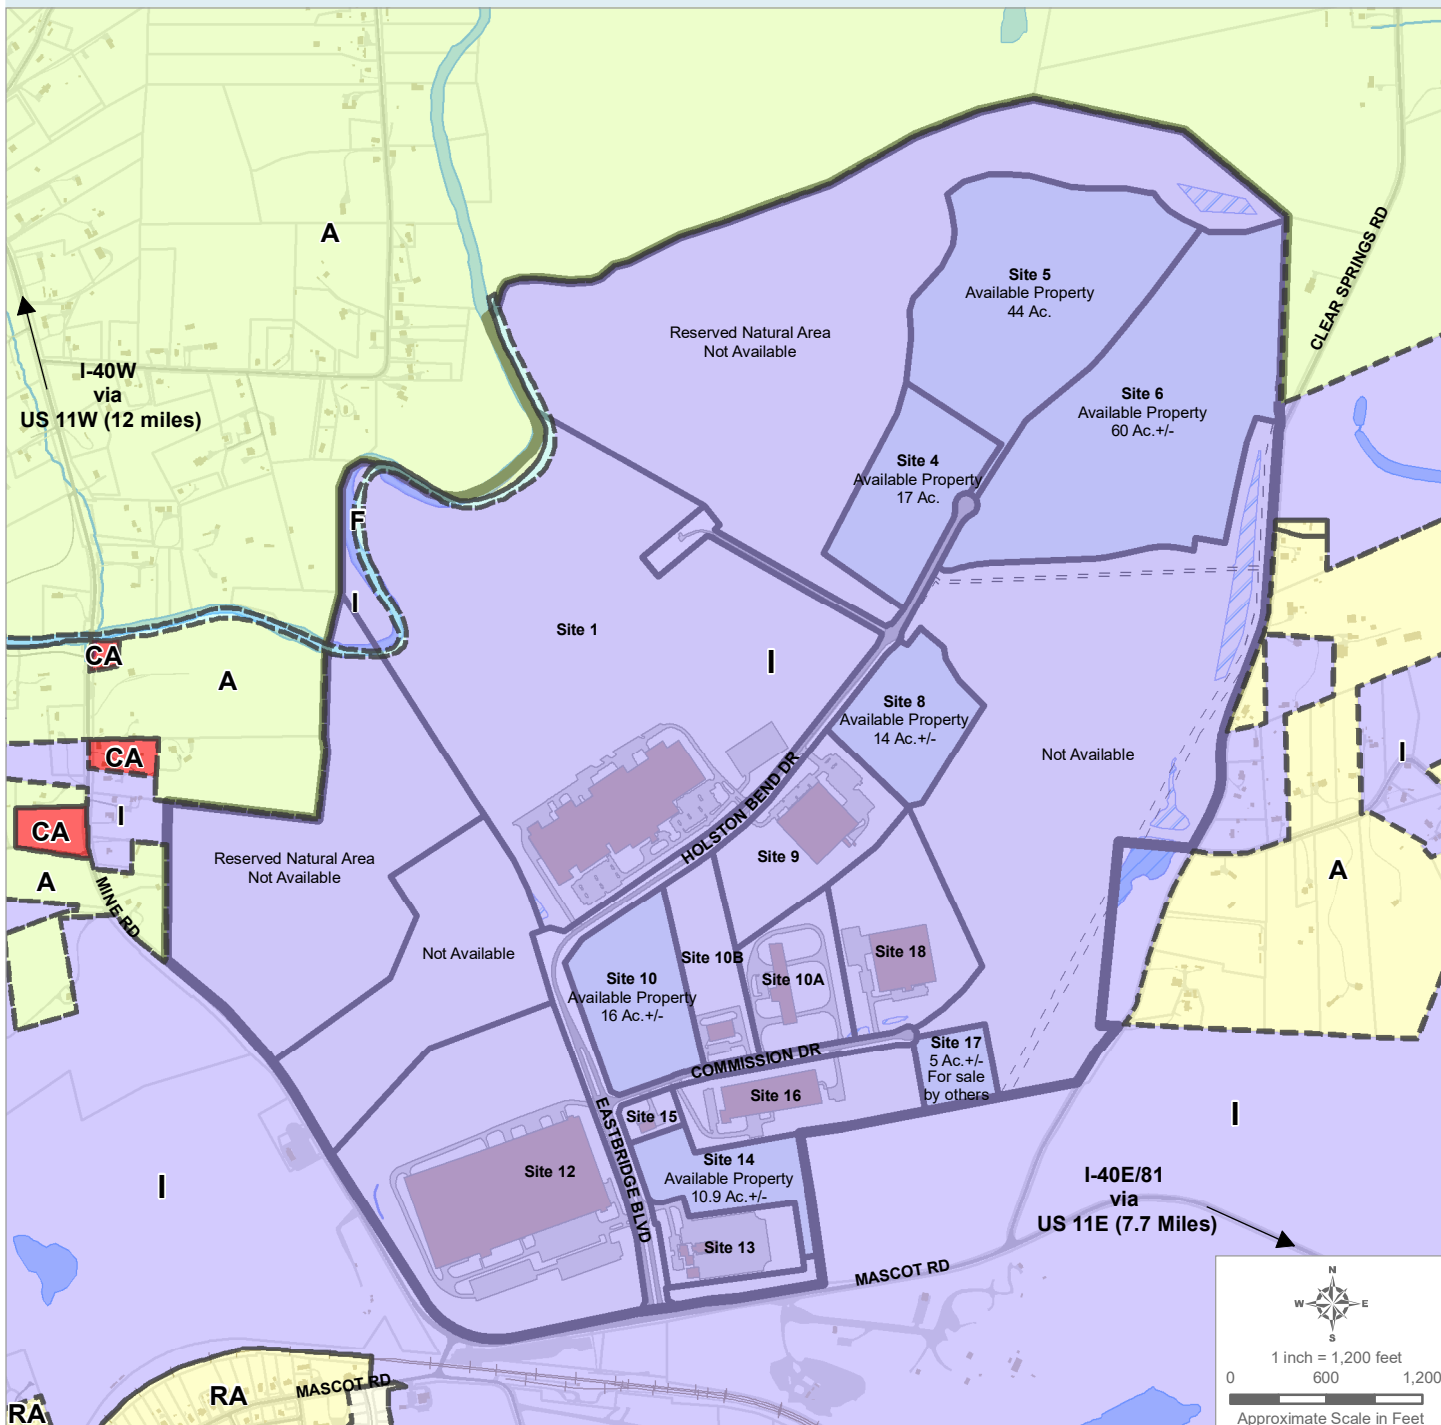 A
CLEAR SPRINGS RD
Site 5
Available Property
44 Ac.
Reserved Natural Area
Not Available
I-40W
via
US 11W (12 miles)
Site 6
Available Property
60 Ac.+/-
Site 4
Available Property
17 Ac.
F
I
Site 1
I
CA
A
Site 8
Available Property
14 Ac.+/-
Not Available
I
CA
I
CA
HOLSTON BEND DR
Site 9
Reserved Natural Area
Not Available
A
A
MINE RD
Not Available
Site 10
Available Property
16 Ac.+/-
Site 10B
Site 10A
Site 18
COMMISSION DR
Site 17
5 Ac.+/-
For sale
by others
Site 16
Site 15
EASTBRIDGE BLVD
I
Site 12
Site 14
Available Property
10.9 Ac.+/-
I
I-40E/81
via
US 11E (7.7 Miles)
Site 13
MASCOT RD
N
W E
S
1 inch = 1,200 feet
0 600 1,200
Approximate Scale in Feet
RA
MASCOT RD
RA